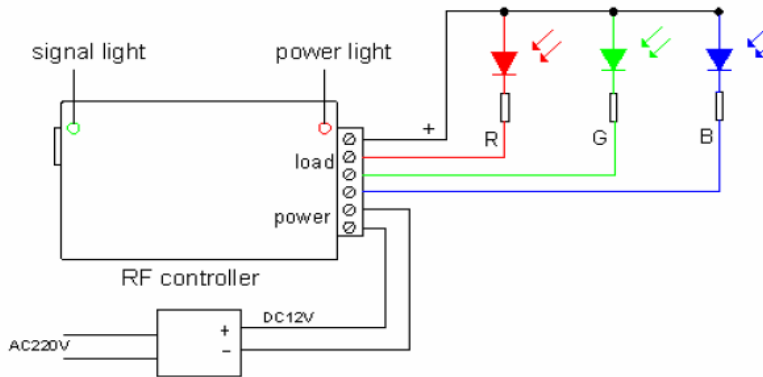 signal light
power light
+
R
G
B
load
power
RF controller
DC12V
+
AC220V
−